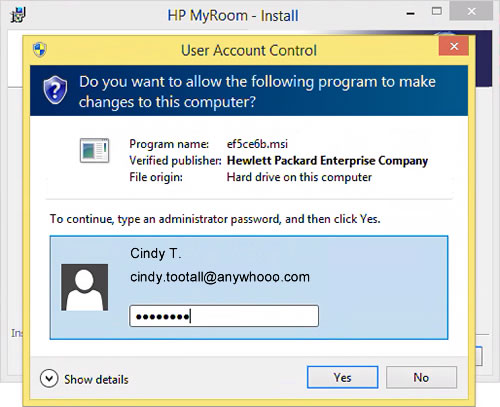 HP MyRoom - Install
User Account Control
Do you want to allow the following program to make
changes to this computer?
Program name: ef5ce6b.msi
Verified publisher: Hewlett Packard Enterprise Company
File origin: Hard drive on this computer
To continue, type an administrator password, and then click Yes.
Cindy T.
cindy.tootall@anywhooo.com
••••••••
Ins
Show details
Yes
No